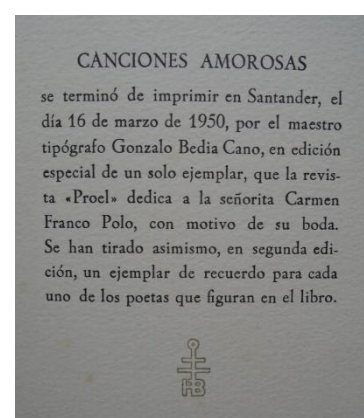 CANCIONES AMOROSAS
se terminó de imprimir en Santander, el
día 16 de marzo de 1950, por el maestro
tipógrafo Gonzalo Bedia Cano, en edición
especial de un solo ejemplar, que la revis-
ta «Proel» dedica a la señorita Carmen
Franco Polo, con motivo de su boda.
Se han tirado asimismo, en segunda edi-
ción, un ejemplar de recuerdo para cada
uno de los poetas que figuran en el libro.
HB